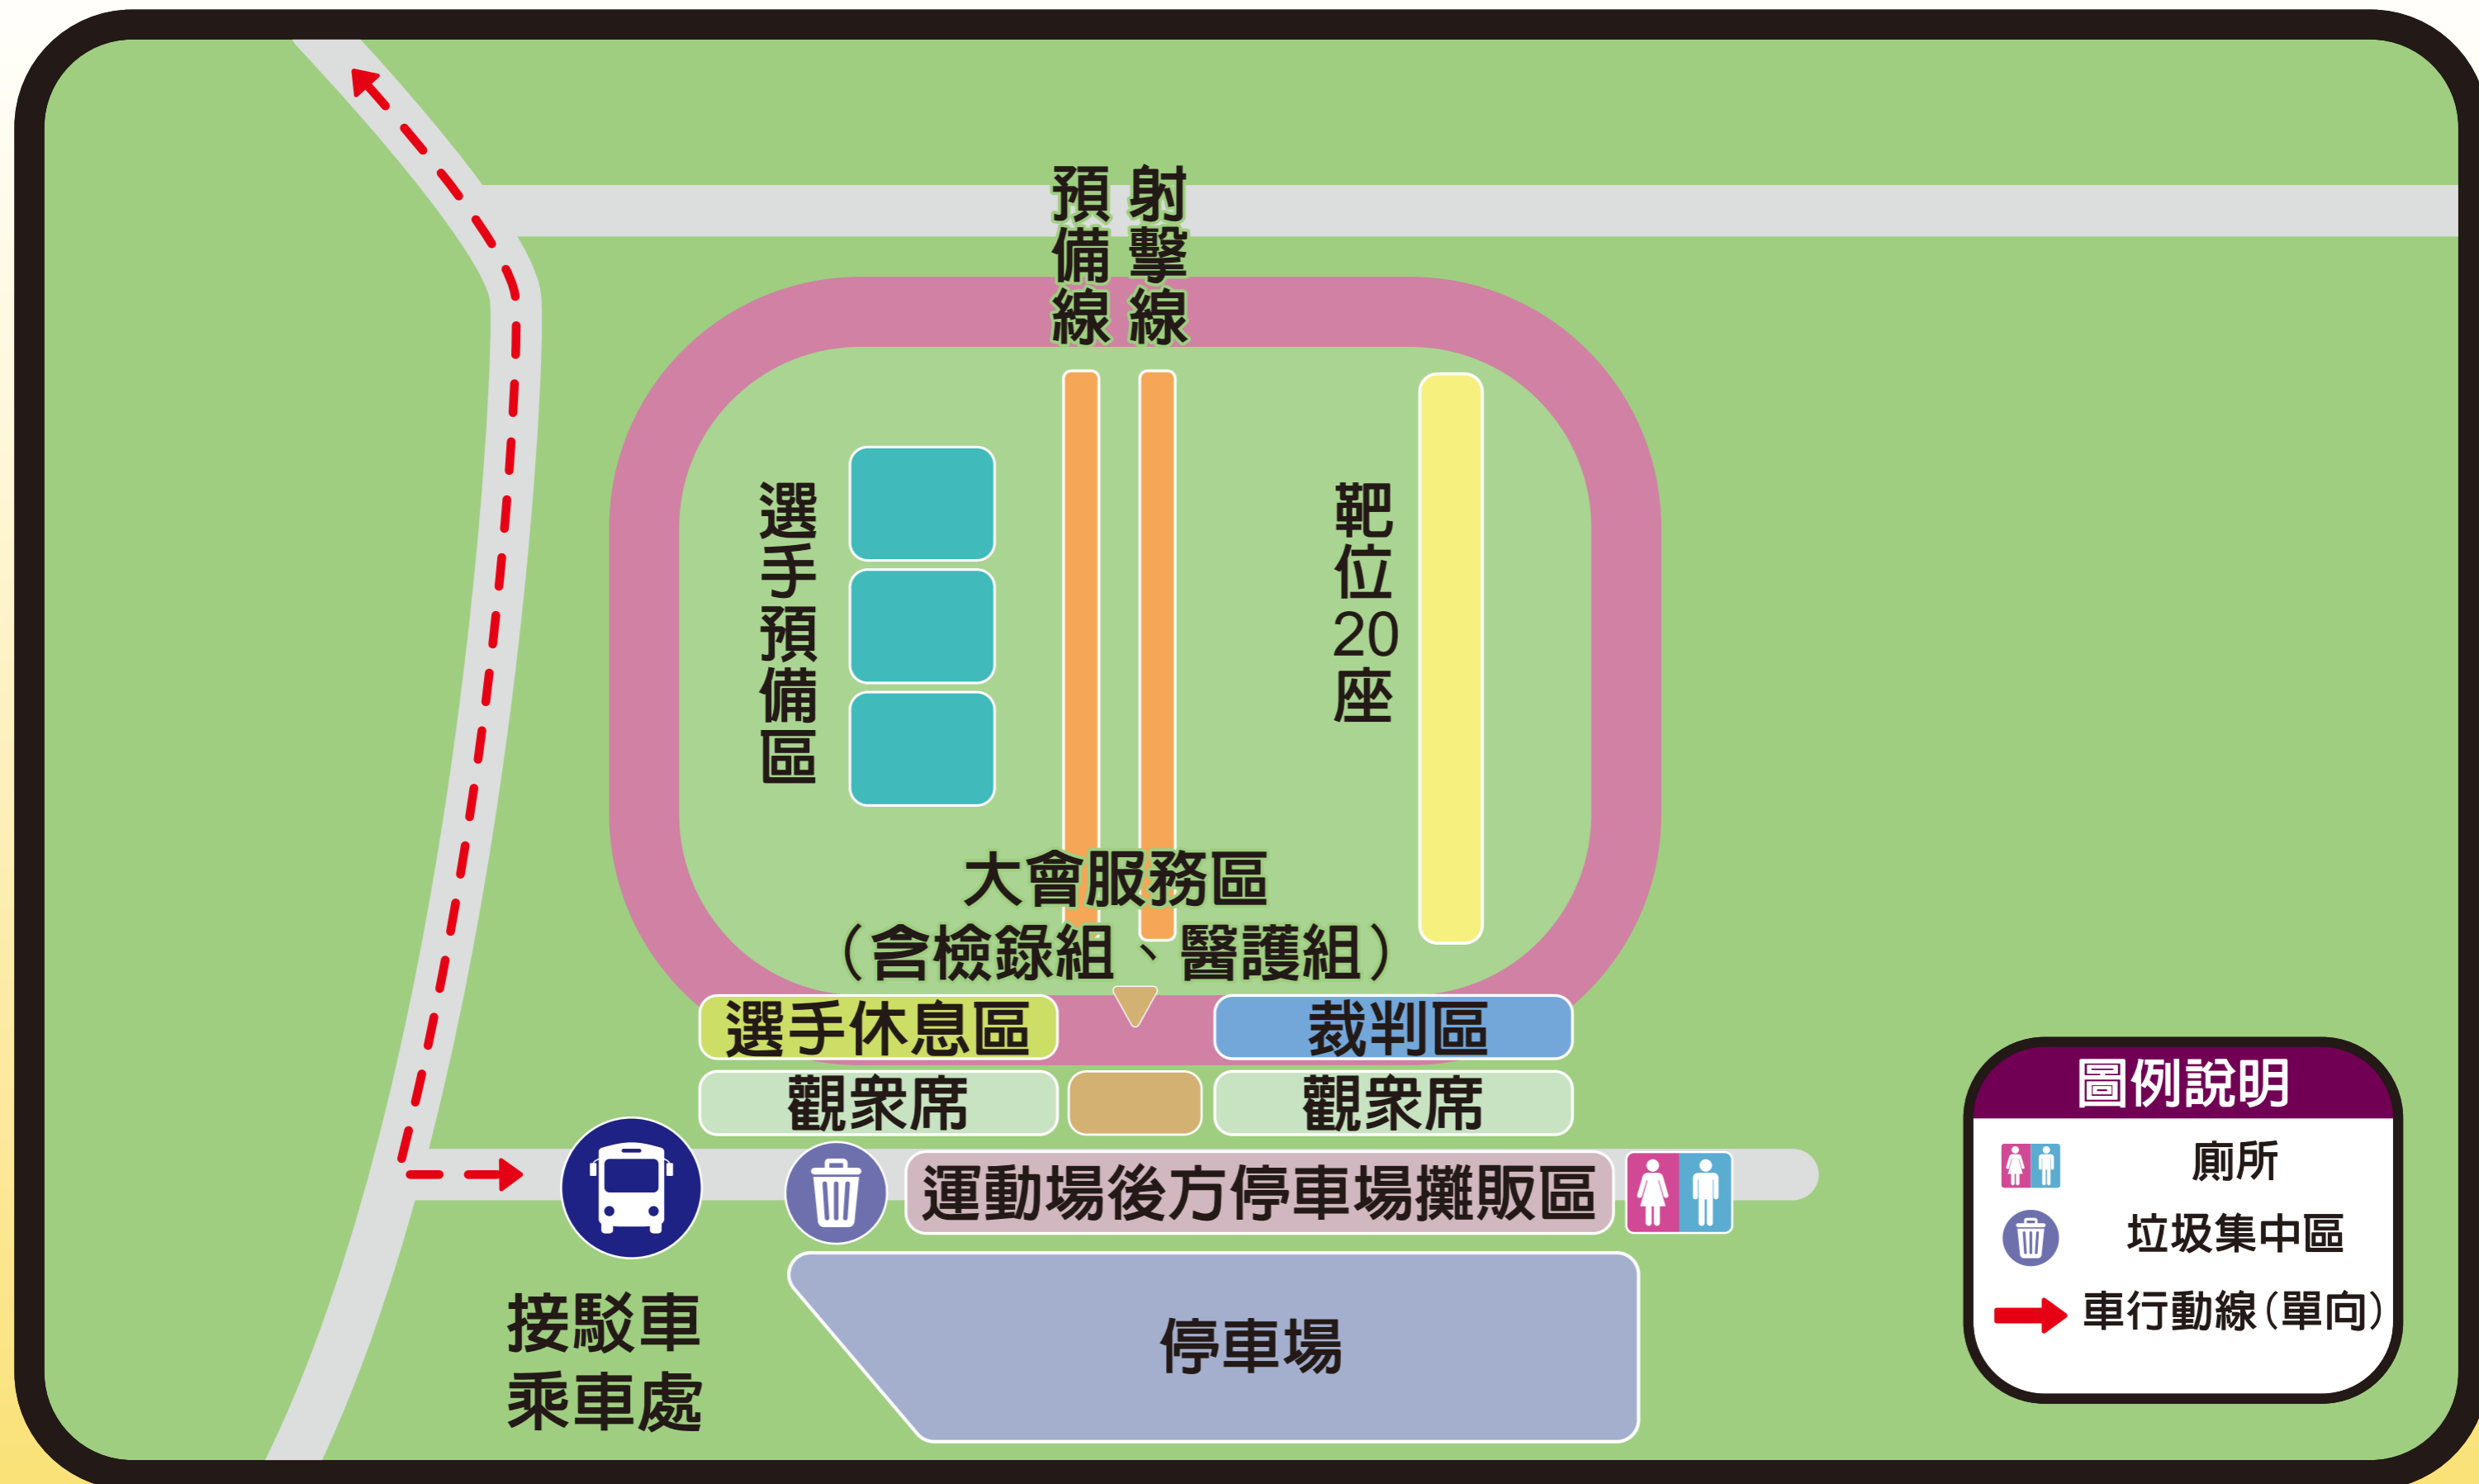 射擊線
預備線
選手預備區
靶位20座
大會服務區
（含檢錄組、醫護組）
選手休息區
裁判區
觀眾席
觀眾席
運動場後方停車場攤販區
接駁車
乘車處
停車場
圖例說明
廁所
垃圾集中區
車行動線（單向）